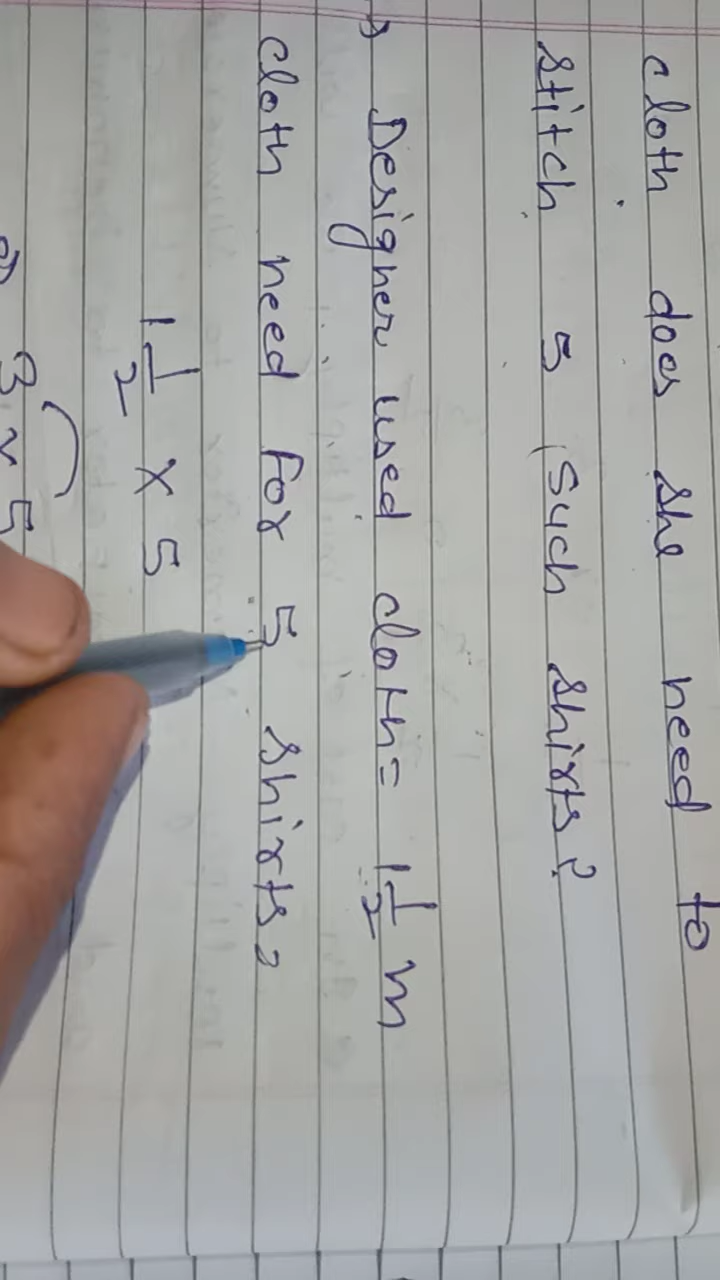 cloth does she need to
stitch 5 such shirts?
Designer used cloth = 1 1/2 m
cloth need for 5 shirts?
1 1/2 × 5
3 × 5